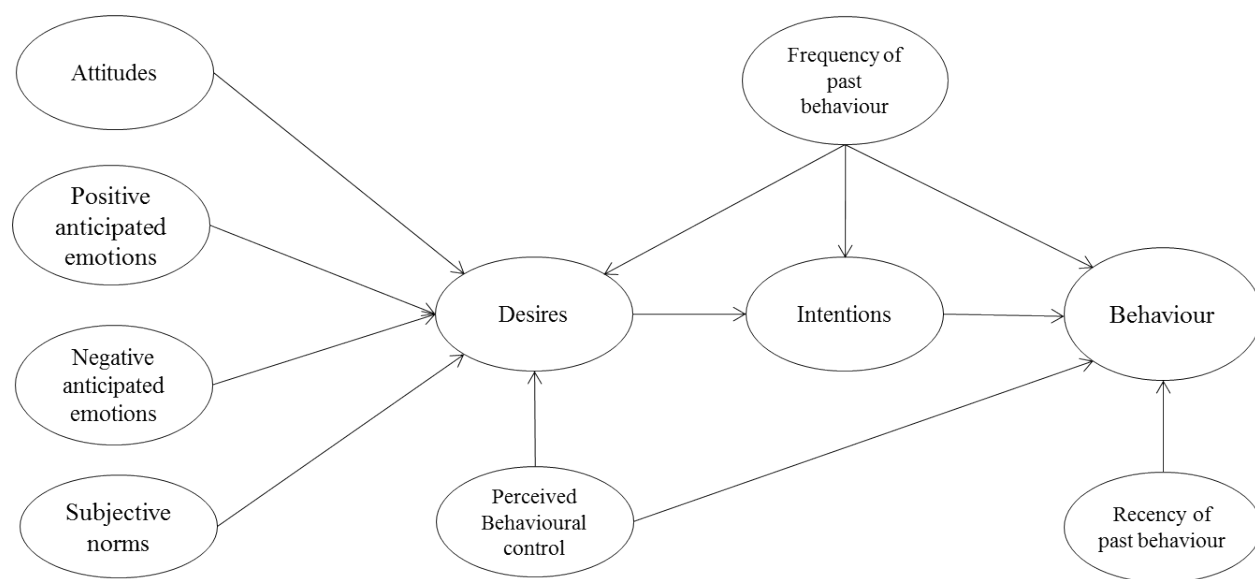 Attitudes
Frequency of
past
behaviour
Positive
anticipated
emotions
Desires
Intentions
Behaviour
Negative
anticipated
emotions
Subjective
norms
Perceived
Behavioural
control
Recency of
past behaviour